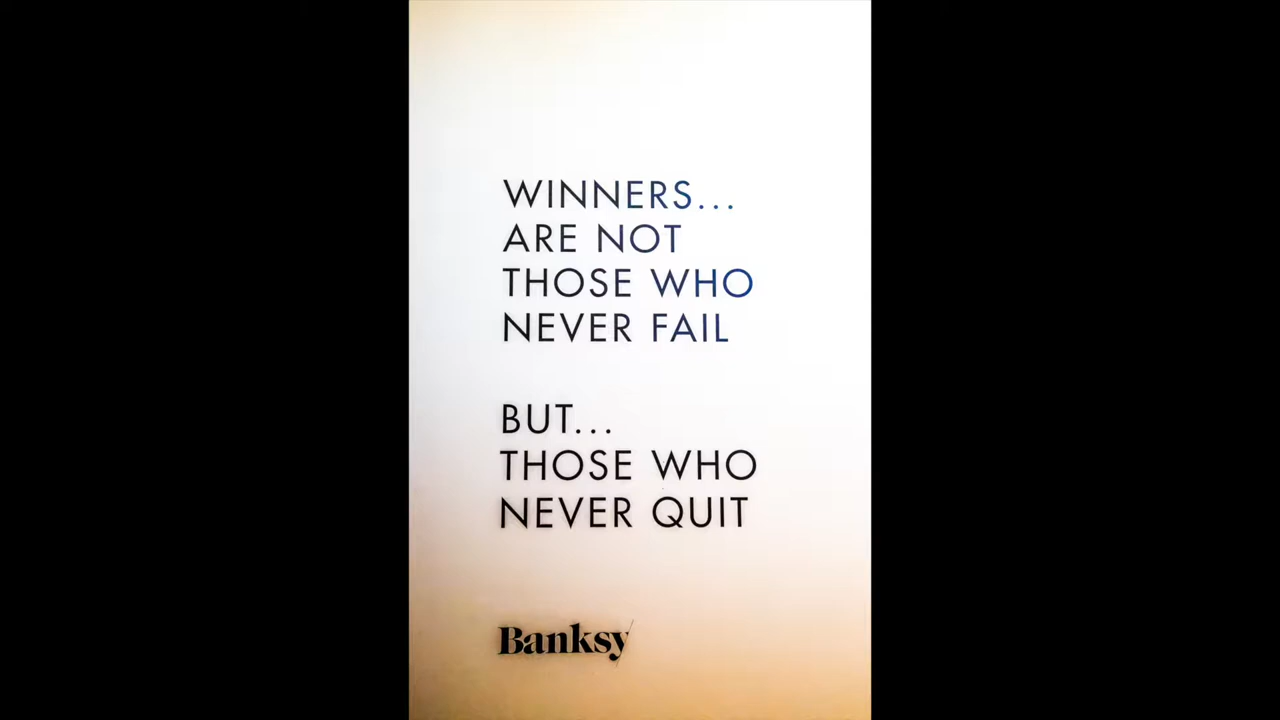 WINNERS...
ARE NOT
THOSE WHO
NEVER FAIL
BUT...
THOSE WHO
NEVER QUIT
Banksy